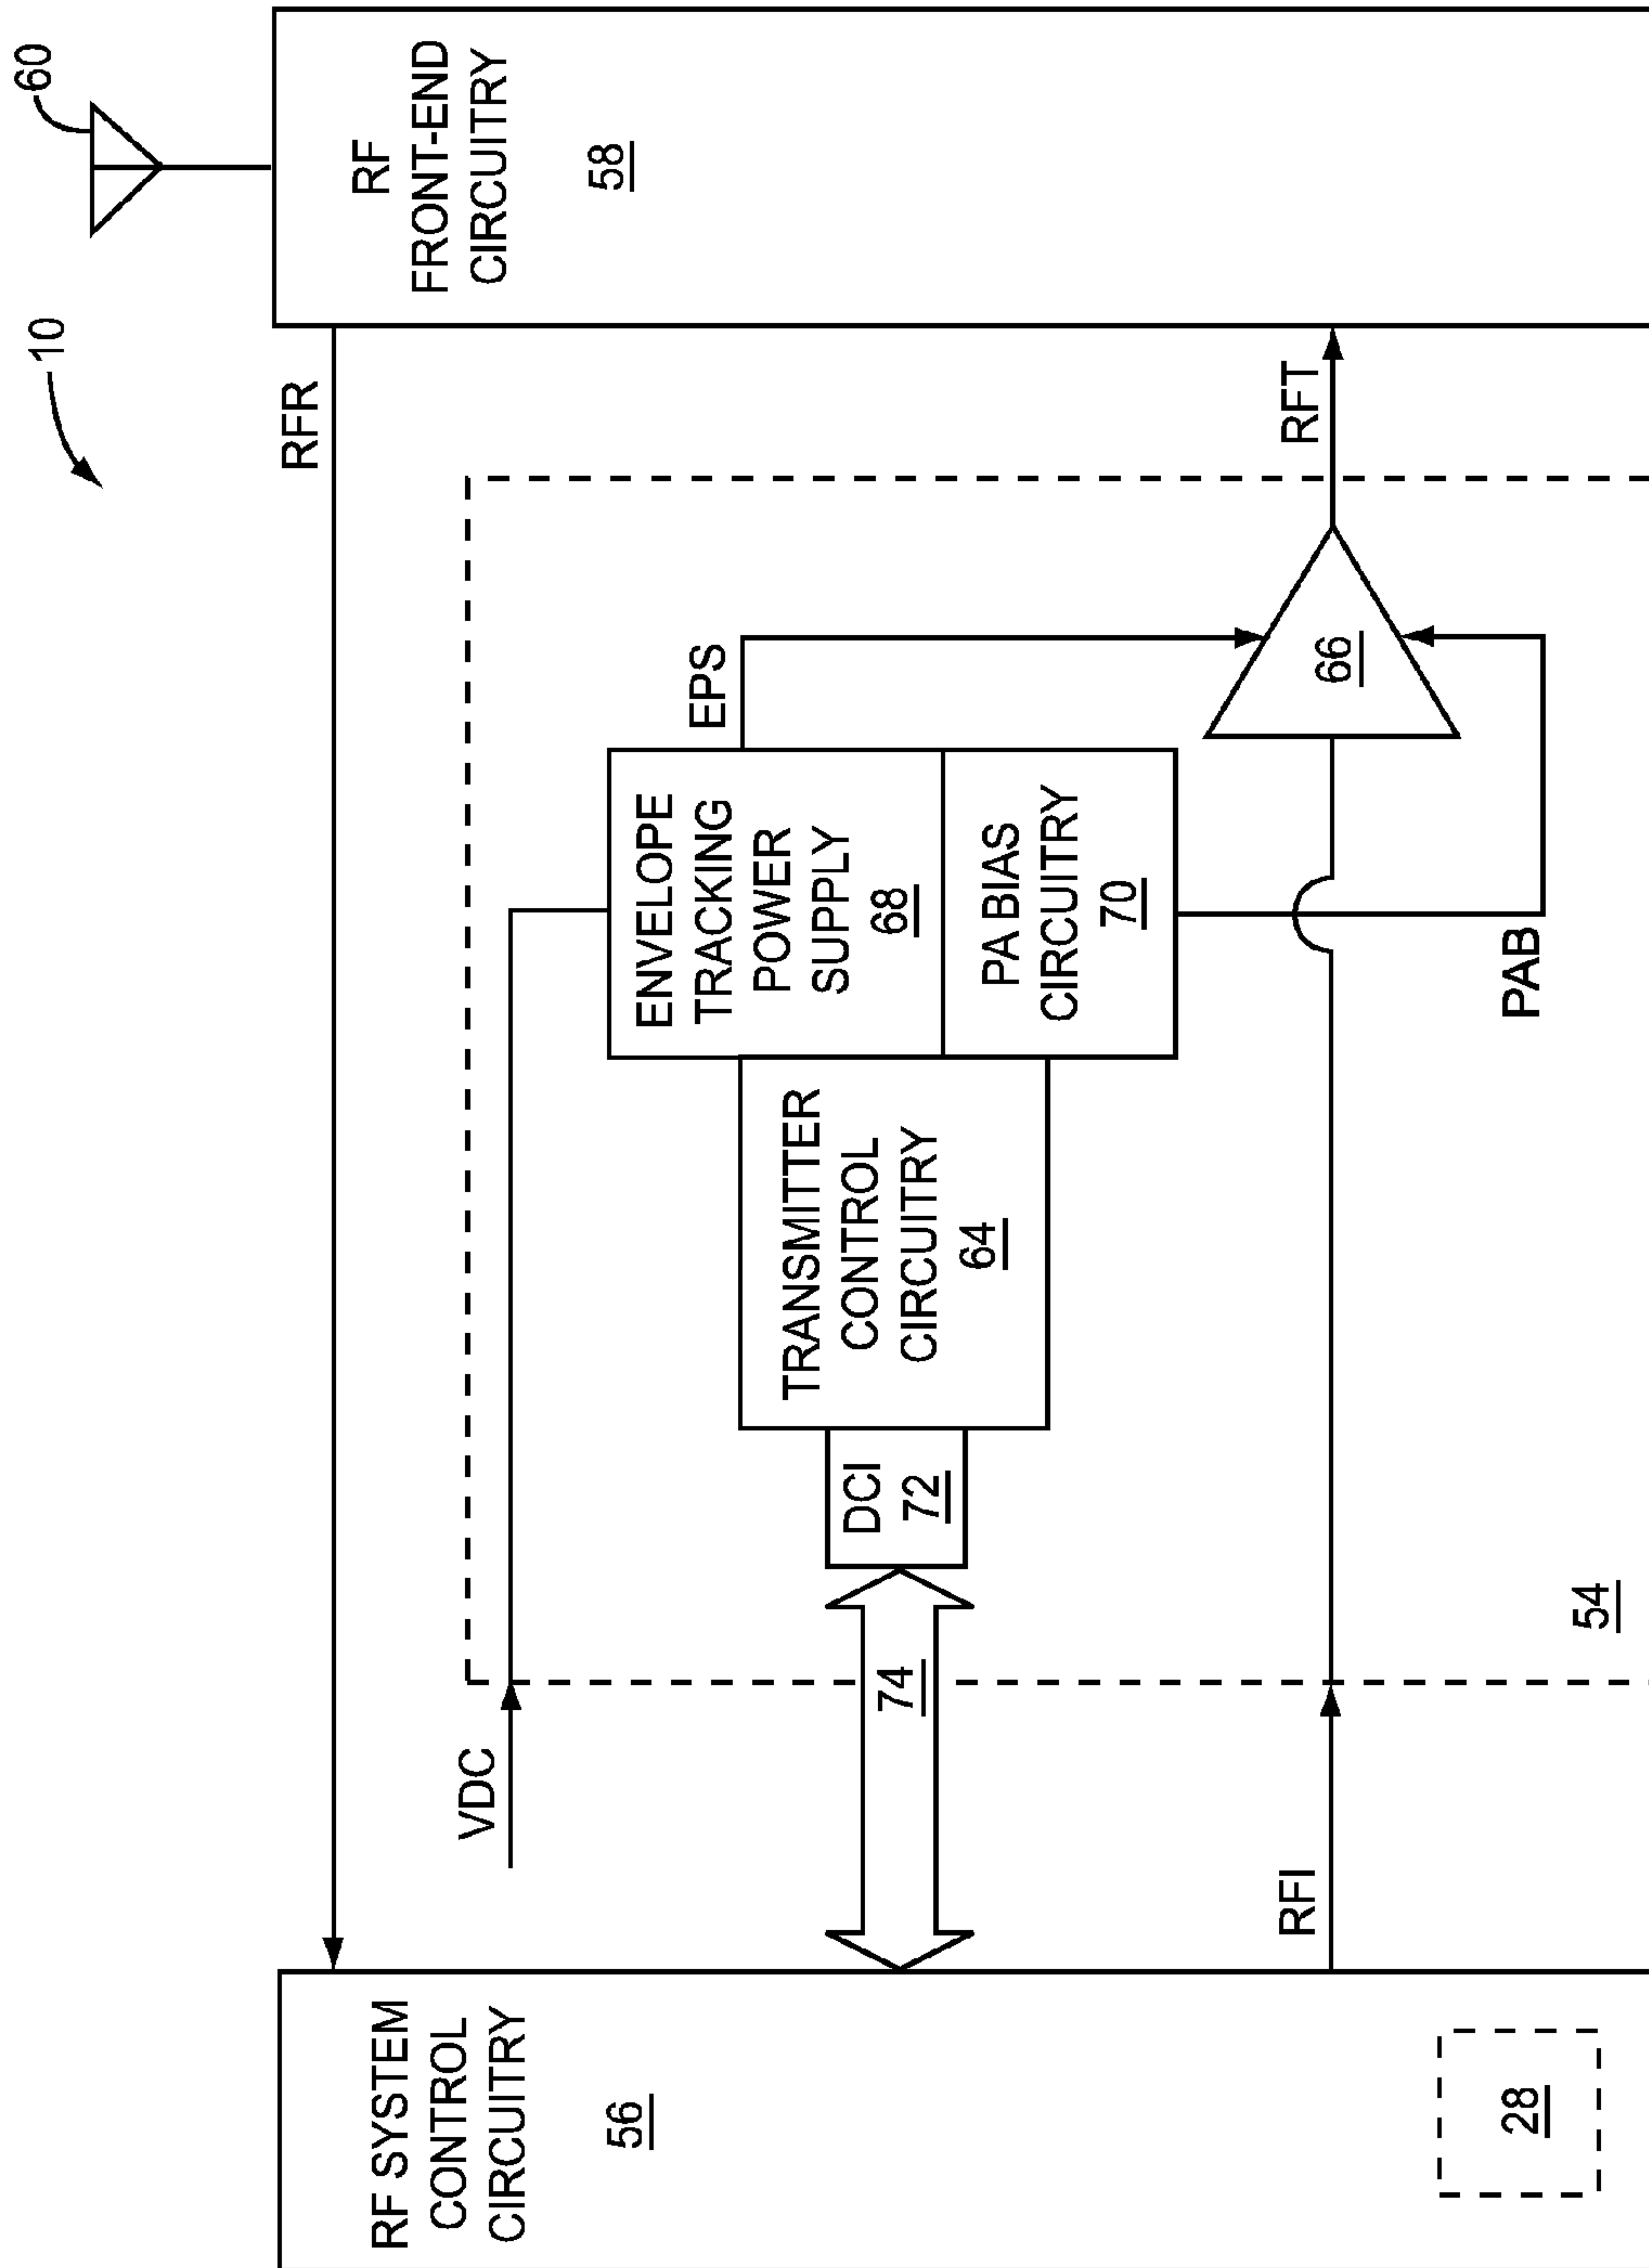 10
60
RFR
RF SYSTEM
CONTROL
CIRCUITRY
56
28
VDC
74
RFI
54
DCI
72
TRANSMITTER
CONTROL
CIRCUITRY
64
ENVELOPE
TRACKING
POWER
SUPPLY
68
PA BIAS
CIRCUITRY
70
EPS
PAB
66
RFT
RF
FRONT-END
CIRCUITRY
58